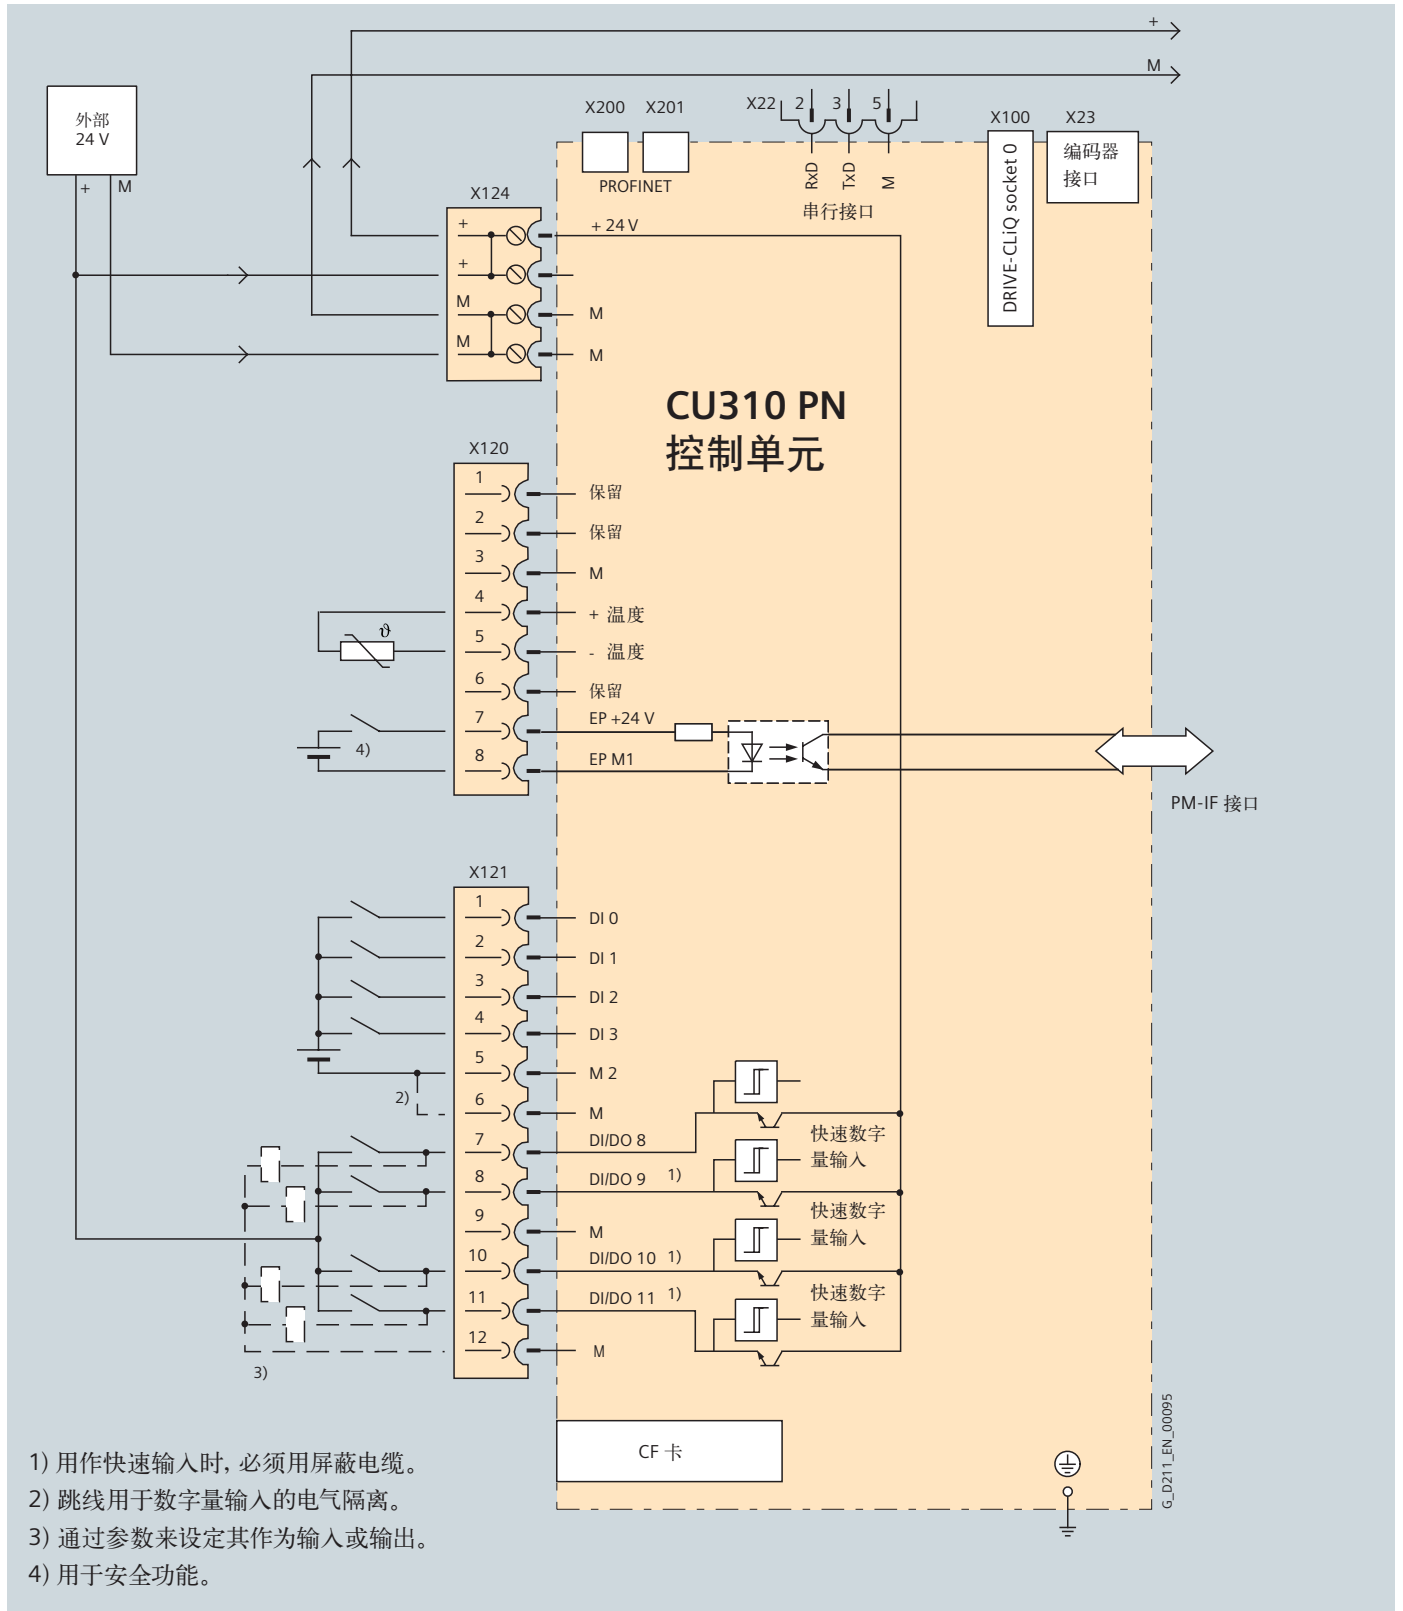 +
M
外部
24 V
+
M
X200
X201
PROFINET
X22
2
3
5
RxD
TxD
M
串行接口
X100
DRIVE-CLiQ socket 0
X23
编码器
接口
X124
+
+ 24 V
+
M
M
M
M
CU310 PN
控制单元
X120
1
保留
2
保留
3
M
4
+ 温度
ϑ
5
- 温度
6
保留
7
EP +24 V
4)
8
EP M1
PM-IF 接口
X121
1
DI 0
2
DI 1
3
DI 2
4
DI 3
5
M 2
2)
6
M
7
DI/DO 8
快速数字
量输入
8
DI/DO 9 1)
快速数字
量输入
9
M
10
DI/DO 10 1)
快速数字
量输入
11
DI/DO 11 1)
12
M
3)
CF 卡
G_D211_EN_00095
1) 用作快速输入时, 必须用屏蔽电缆。
2) 跳线用于数字量输入的电气隔离。
3) 通过参数来设定其作为输入或输出。
4) 用于安全功能。